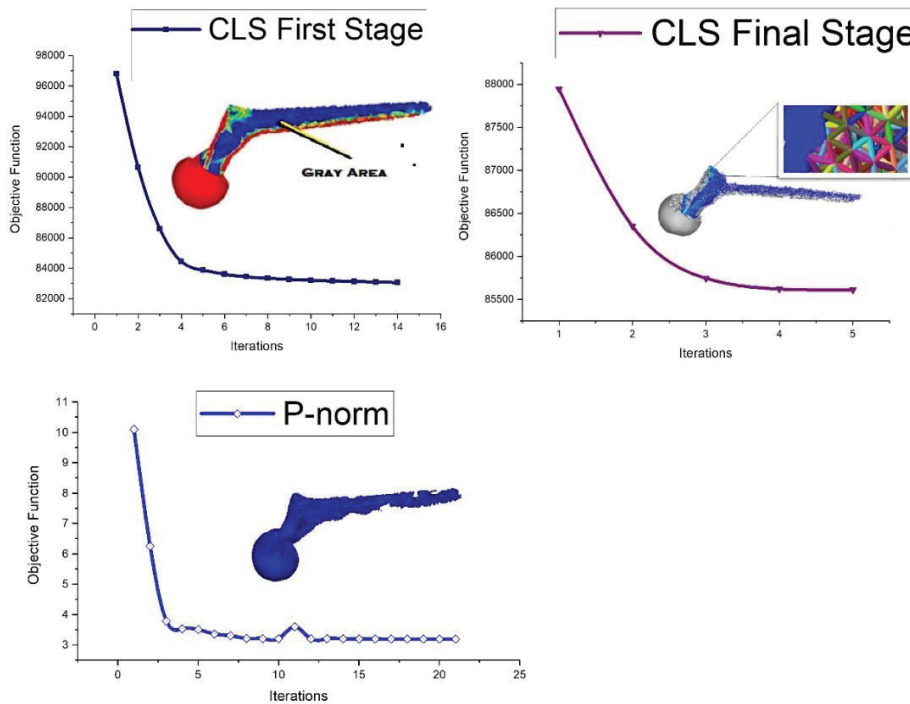 CLS First Stage
98000
96000
94000
92000
90000
88000
86000
84000
82000
Objective Function
GRAY AREA
0 2 4 6 8 10 12 14 16
Iterations
CLS Final Stage
88000
87500
87000
86500
86000
85500
Objective Function
1 2 3 4 5
Iterations
P-norm
11
10
9
8
7
6
5
4
3
Objective Function
0 5 10 15 20 25
Iterations